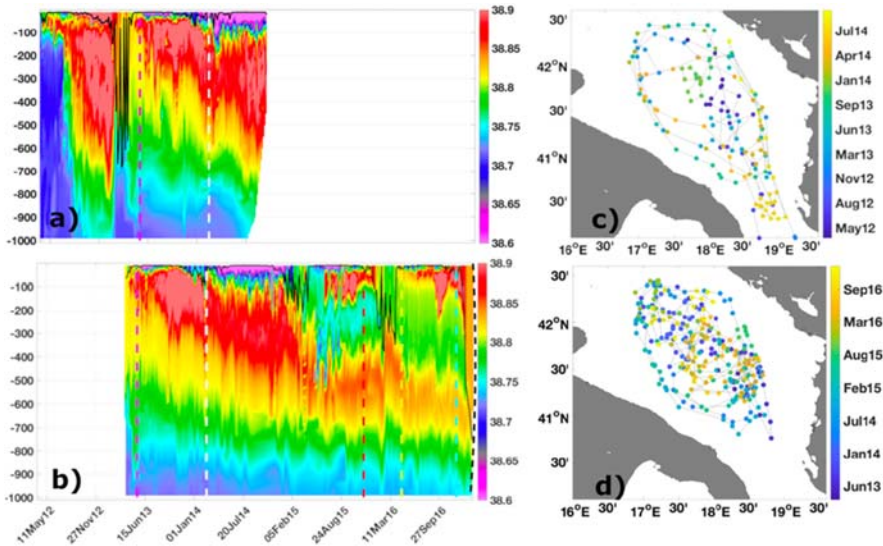 -100
-200
-300
-400
-500
-600
-700
-800
-900
-1000
a)
38.9
38.85
38.8
38.75
38.7
38.65
38.6
30'
42°N
30'
41°N
30'
c)
16°E 30' 17°E 30' 18°E 30' 19°E 30'
Jul14
Apr14
Jan14
Sep13
Jun13
Mar13
Nov12
Aug12
May12
-100
-200
-300
-400
-500
-600
-700
-800
-900
-1000
b)
11May12 27Nov12 15Jun13 01Jan14 20Jul14 05Feb15 24Aug15 11Mar16 27Sep16
38.9
38.85
38.8
38.75
38.7
38.65
38.6
30'
42°N
30'
41°N
30'
d)
16°E 30' 17°E 30' 18°E 30' 19°E 30'
Sep16
Mar16
Aug15
Feb15
Jul14
Jan14
Jun13